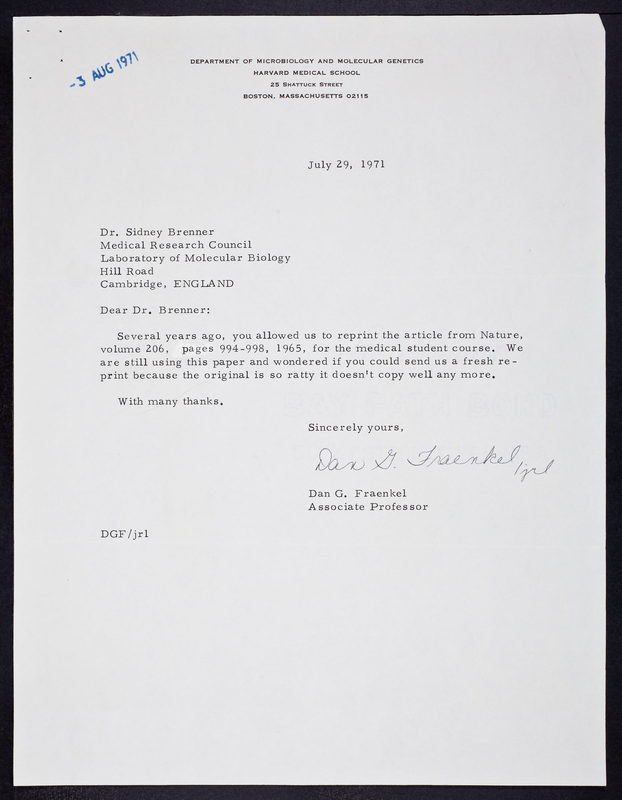 -3 AUG 1971
DEPARTMENT OF MICROBIOLOGY AND MOLECULAR GENETICS
HARVARD MEDICAL SCHOOL
25 SHATTUCK STREET
BOSTON, MASSACHUSETTS 02115
July 29, 1971
Dr. Sidney Brenner
Medical Research Council
Laboratory of Molecular Biology
Hill Road
Cambridge, ENGLAND
Dear Dr. Brenner:
Several years ago, you allowed us to reprint the article from Nature,
volume 206, pages 994-998, 1965, for the medical student course. We
are still using this paper and wondered if you could send us a fresh re-
print because the original is so ratty it doesn't copy well any more.
With many thanks.
Sincerely yours,
Dan G. Fraenkel/jrl
Dan G. Fraenkel
Associate Professor
DGF/jrl